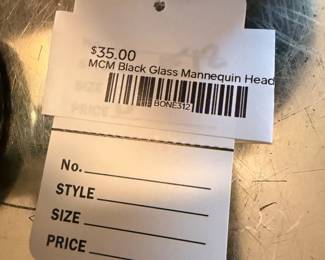 $35.00
MCM Black Glass Mannequin Head
BONE312
No.
STYLE
SIZE
PRICE